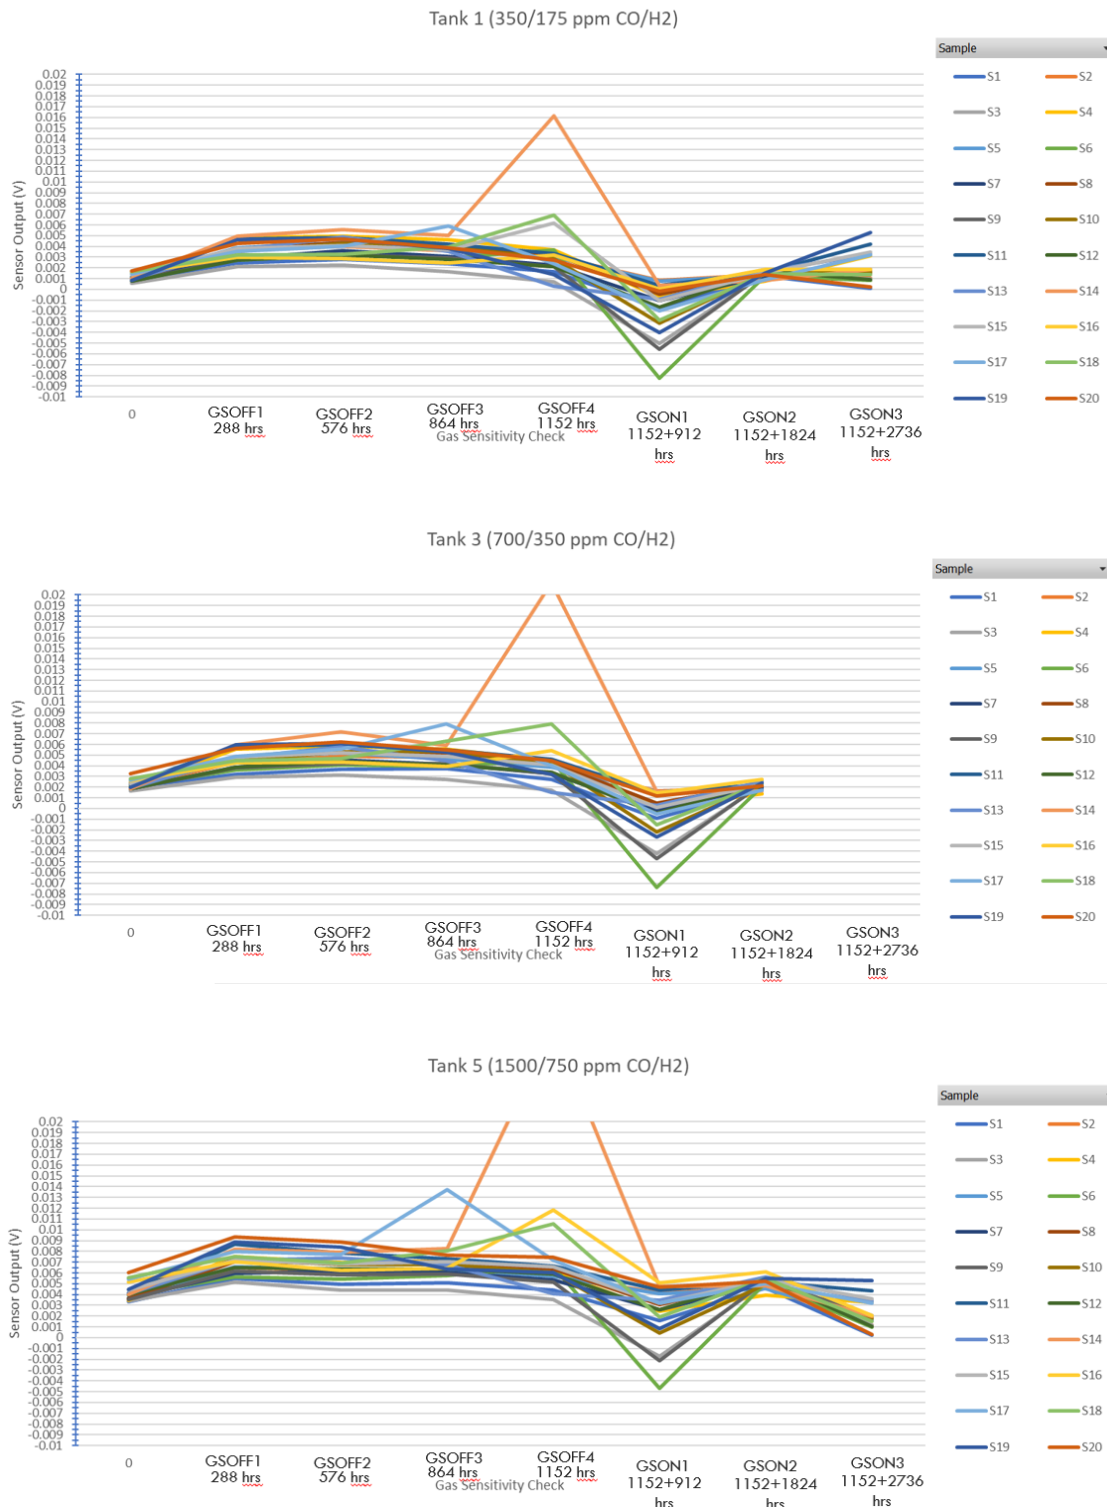 Tank 1 (350/175 ppm CO/H2)
Sample
S1 S2
S3 S4
S5 S6
S7 S8
S9 S10
S11 S12
S13 S14
S15 S16
S17 S18
S19 S20
Sensor Output (V)
0.02
0.019
0.018
0.017
0.016
0.015
0.014
0.013
0.012
0.011
0.01
0.009
0.008
0.007
0.006
0.005
0.004
0.003
0.002
0.001
0
-0.001
-0.002
-0.003
-0.004
-0.005
-0.006
-0.007
-0.008
-0.009
-0.01
0
GSOFF1
288 hrs
GSOFF2
576 hrs
GSOFF3
864 hrs
GSOFF4
1152 hrs
GSON1
1152+912
hrs
GSON2
1152+1824
hrs
GSON3
1152+2736
hrs
Gas Sensitivity Check
Tank 3 (700/350 ppm CO/H2)
Sample
S1 S2
S3 S4
S5 S6
S7 S8
S9 S10
S11 S12
S13 S14
S15 S16
S17 S18
S19 S20
Sensor Output (V)
0.02
0.019
0.018
0.017
0.016
0.015
0.014
0.013
0.012
0.011
0.01
0.009
0.008
0.007
0.006
0.005
0.004
0.003
0.002
0.001
0
-0.001
-0.002
-0.003
-0.004
-0.005
-0.006
-0.007
-0.008
-0.009
-0.01
0
GSOFF1
288 hrs
GSOFF2
576 hrs
GSOFF3
864 hrs
GSOFF4
1152 hrs
GSON1
1152+912
hrs
GSON2
1152+1824
hrs
GSON3
1152+2736
hrs
Gas Sensitivity Check
Tank 5 (1500/750 ppm CO/H2)
Sample
S1 S2
S3 S4
S5 S6
S7 S8
S9 S10
S11 S12
S13 S14
S15 S16
S17 S18
S19 S20
Sensor Output (V)
0.02
0.019
0.018
0.017
0.016
0.015
0.014
0.013
0.012
0.011
0.01
0.009
0.008
0.007
0.006
0.005
0.004
0.003
0.002
0.001
0
-0.001
-0.002
-0.003
-0.004
-0.005
-0.006
-0.007
-0.008
-0.009
-0.01
0
GSOFF1
288 hrs
GSOFF2
576 hrs
GSOFF3
864 hrs
GSOFF4
1152 hrs
GSON1
1152+912
hrs
GSON2
1152+1824
hrs
GSON3
1152+2736
hrs
Gas Sensitivity Check